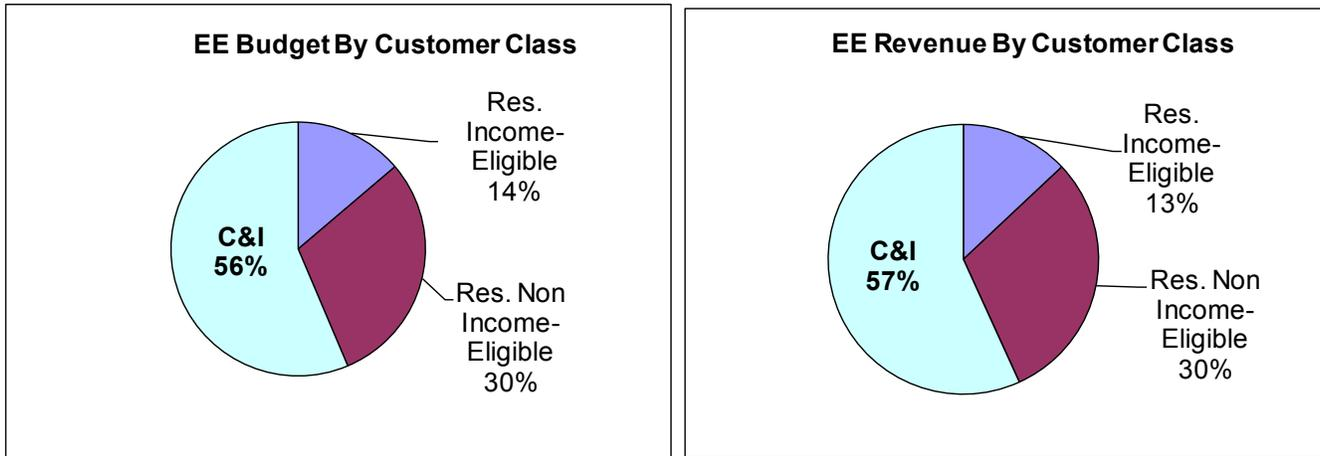 EE Budget By Customer Class
Res.
Income-
Eligible
14%
C&I
56%
Res. Non
Income-
Eligible
30%
EE Revenue By Customer Class
Res.
Income-
Eligible
13%
C&I
57%
Res. Non
Income-
Eligible
30%